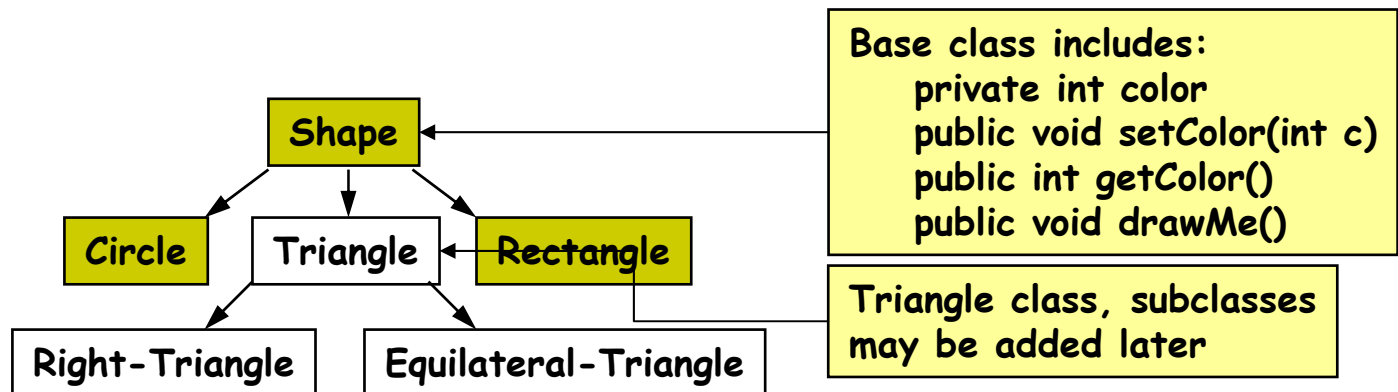 Base class includes:
private int color
public void setColor(int c)
public int getColor()
public void drawMe()
Shape
Circle
Triangle
Rectangle
Triangle class, subclasses
may be added later
Right-Triangle
Equilateral-Triangle